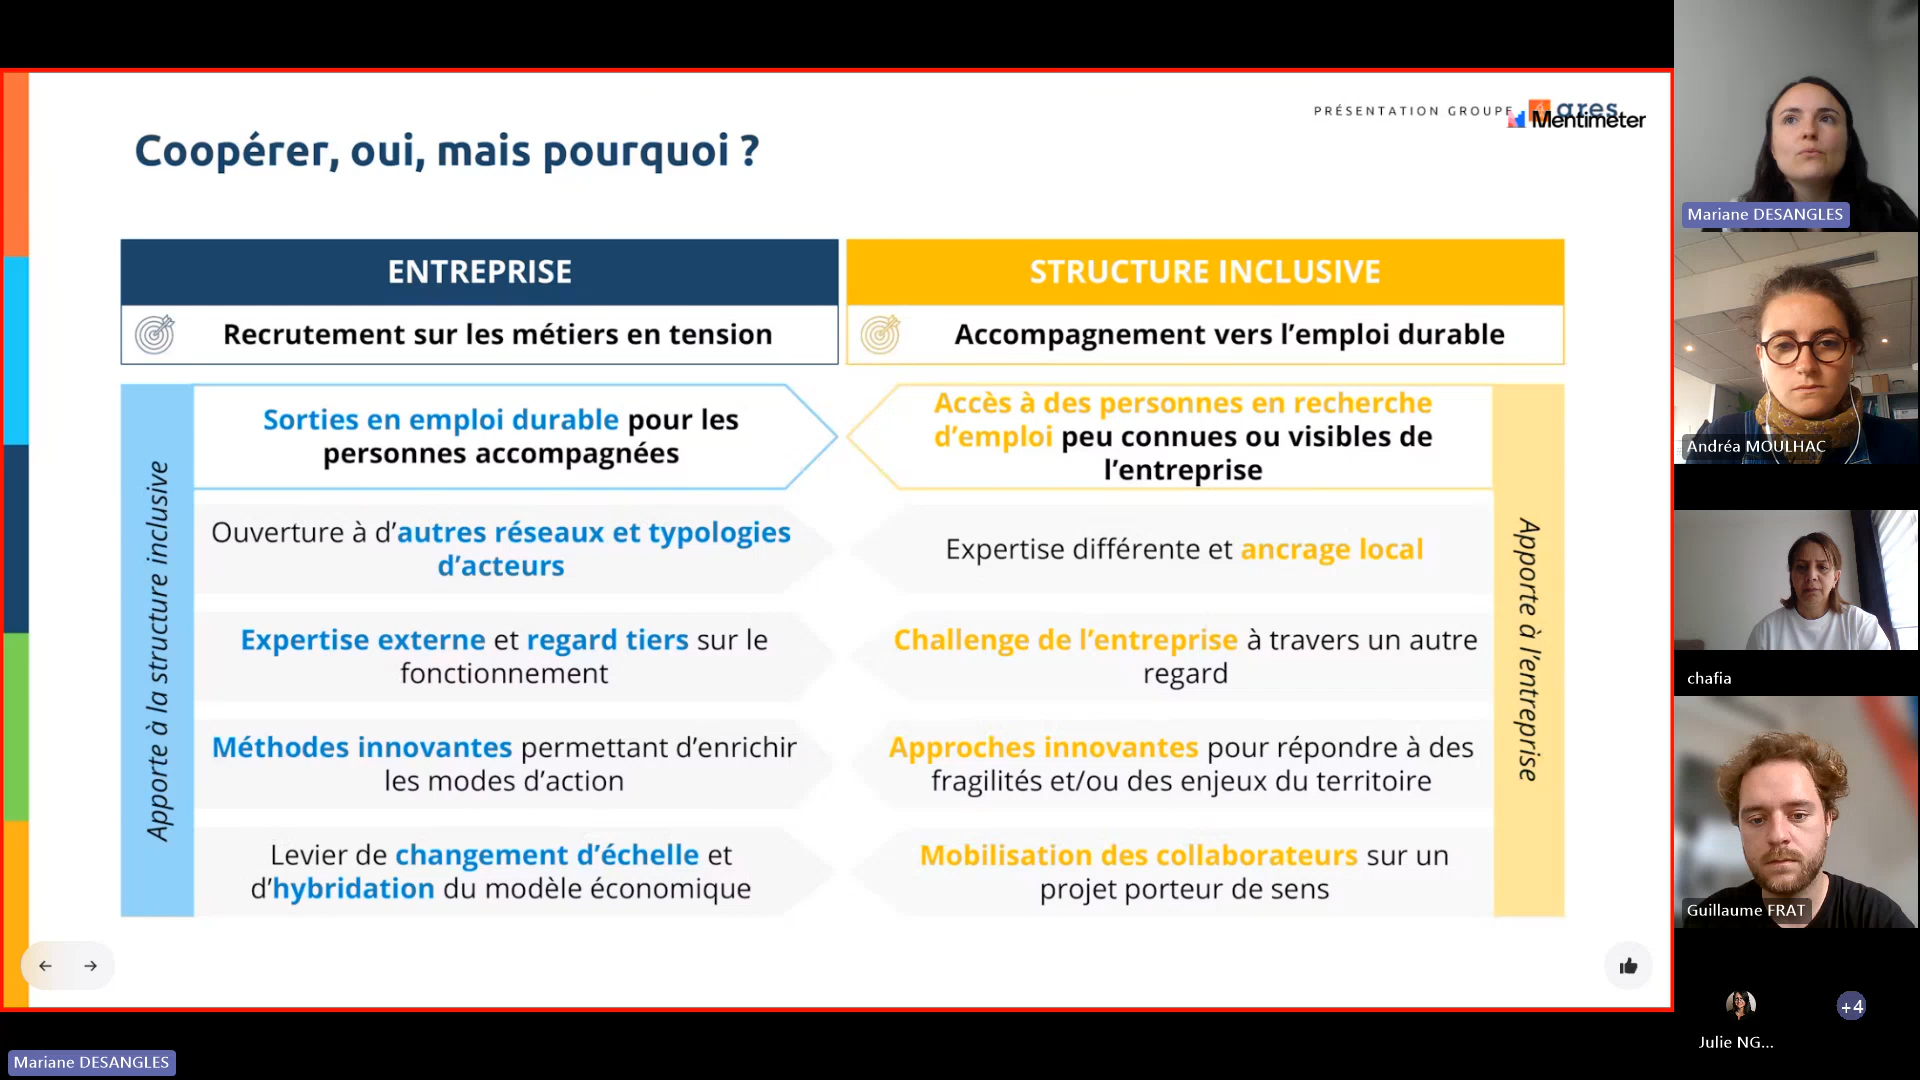 PRÉSENTATION GROUPE
ares
Mentimeter
Coopérer, oui, mais pourquoi ?
ENTREPRISE
Recrutement sur les métiers en tension
STRUCTURE INCLUSIVE
Accompagnement vers l'emploi durable
Apporte à la structure inclusive
Sorties en emploi durable pour les
personnes accompagnées
Ouverture à d'autres réseaux et typologies
d'acteurs
Expertise externe et regard tiers sur le
fonctionnement
Méthodes innovantes permettant d'enrichir
les modes d'action
Levier de changement d'échelle et
d'hybridation du modèle économique
Accès à des personnes en recherche
d'emploi peu connues ou visibles de
l'entreprise
Expertise différente et ancrage local
Challenge de l'entreprise à travers un autre
regard
Approches innovantes pour répondre à des
fragilités et/ou des enjeux du territoire
Mobilisation des collaborateurs sur un
projet porteur de sens
Apporte à l'entreprise
Mariane DESANGLES
Andréa MOULHAC
chafia
Guillaume FRAT
Julie NG...
+4
Mariane DESANGLES